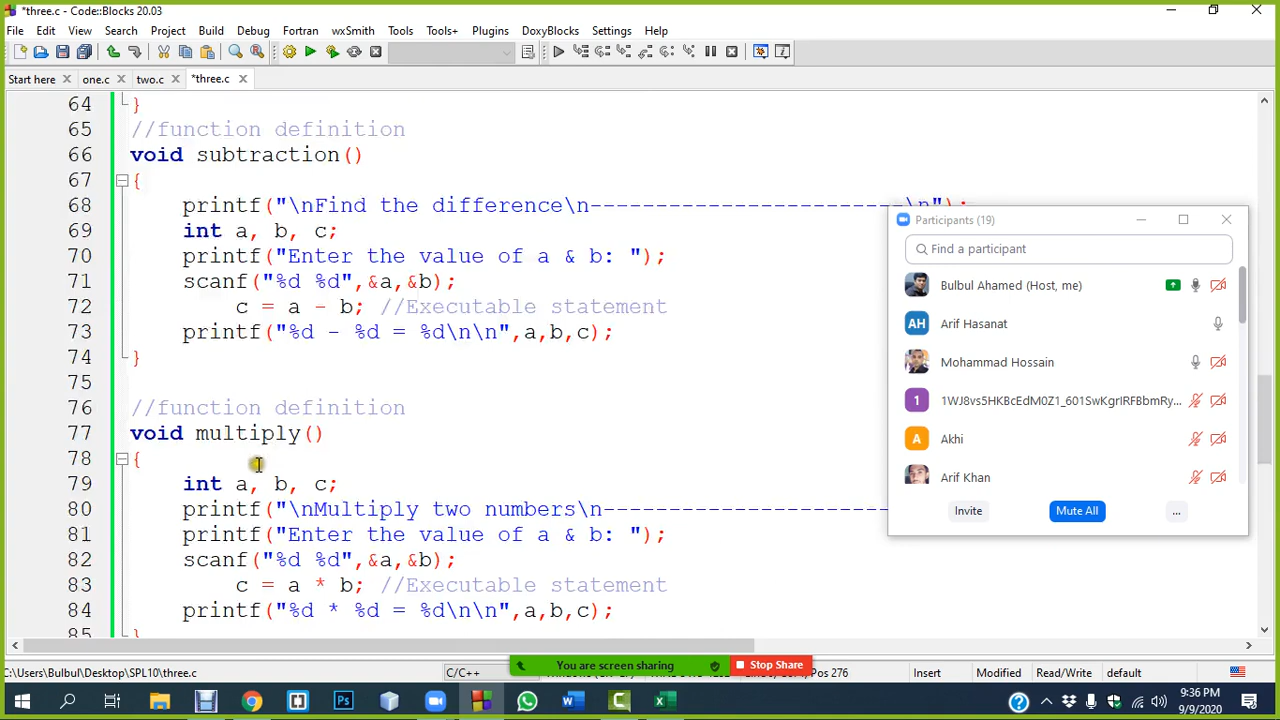 *three.c - Code::Blocks 20.03
File Edit View Search Project Build Debug Fortran wxSmith Tools Tools+ Plugins DoxyBlocks Settings Help
Start here one.c two.c *three.c
64 }
65 //function definition
66 void subtraction()
67 {
68 printf("\nFind the difference\n------------------------\n");
69 int a, b, c;
70 printf("Enter the value of a & b: ");
71 scanf("%d %d",&a,&b);
72 c = a - b; //Executable statement
73 printf("%d - %d = %d\n\n",a,b,c);
74 }
75
76 //function definition
77 void multiply()
78 {
79 int a, b, c;
80 printf("\nMultiply two numbers\n----------------------
81 printf("Enter the value of a & b: ");
82 scanf("%d %d",&a,&b);
83 c = a * b; //Executable statement
84 printf("%d * %d = %d\n\n",a,b,c);
85 }
Participants (19)
Find a participant
Bulbul Ahamed (Host, me)
AH Arif Hasanat
Mohammad Hossain
1 1WJ8vs5HKBcEdM0Z1_601SwKgrIRFBbmRy...
A Akhi
Arif Khan
Invite Mute All ...
You are screen sharing Stop Share
C:\Users\Bulbul\Desktop\SPL10\three.c C/C++ Pos 276 Insert Modified Read/Write default
9:36 PM
9/9/2020